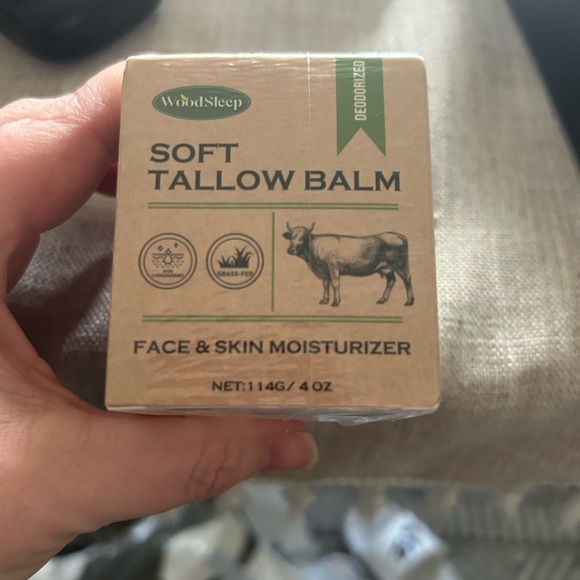 WoodSleep
DEODORIZED
SOFT
TALLOW BALM
GRASS-FED
FACE & SKIN MOISTURIZER
NET:114G/ 4 OZ